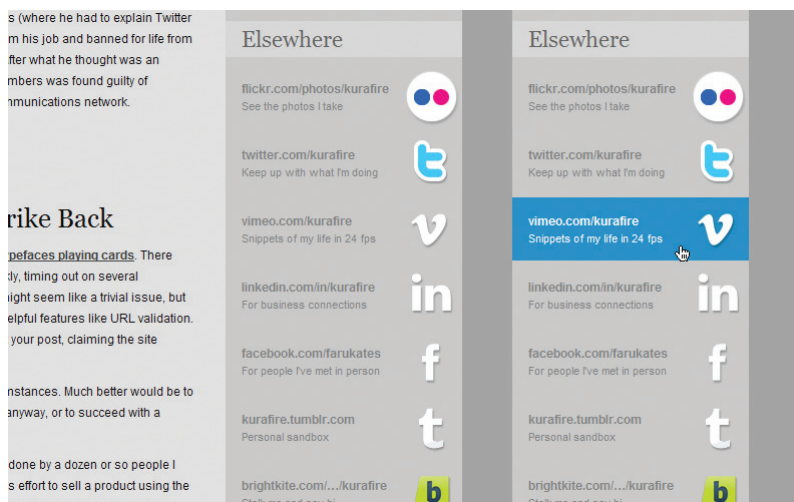 s (where he had to explain Twitter
m his job and banned for life from
fter what he thought was an
mbers was found guilty of
mmunications network.
rike Back
ypefaces playing cards. There
kly, timing out on several
night seem like a trivial issue, but
elpful features like URL validation.
your post, claiming the site
mstances. Much better would be to
anyway, or to succeed with a
done by a dozen or so people I
s effort to sell a product using the
Elsewhere
flickr.com/photos/kurafire
See the photos I take
twitter.com/kurafire
Keep up with what I'm doing
t
vimeo.com/kurafire
Snippets of my life in 24 fps
v
linkedin.com/in/kurafire
For business connections
in
facebook.com/farukates
For people I've met in person
f
kurafire.tumblr.com
Personal sandbox
t
brightkite.com/.../kurafire
b
Elsewhere
flickr.com/photos/kurafire
See the photos I take
twitter.com/kurafire
Keep up with what I'm doing
t
vimeo.com/kurafire
Snippets of my life in 24 fps
v
linkedin.com/in/kurafire
For business connections
in
facebook.com/farukates
For people I've met in person
f
kurafire.tumblr.com
Personal sandbox
t
brightkite.com/.../kurafire
b